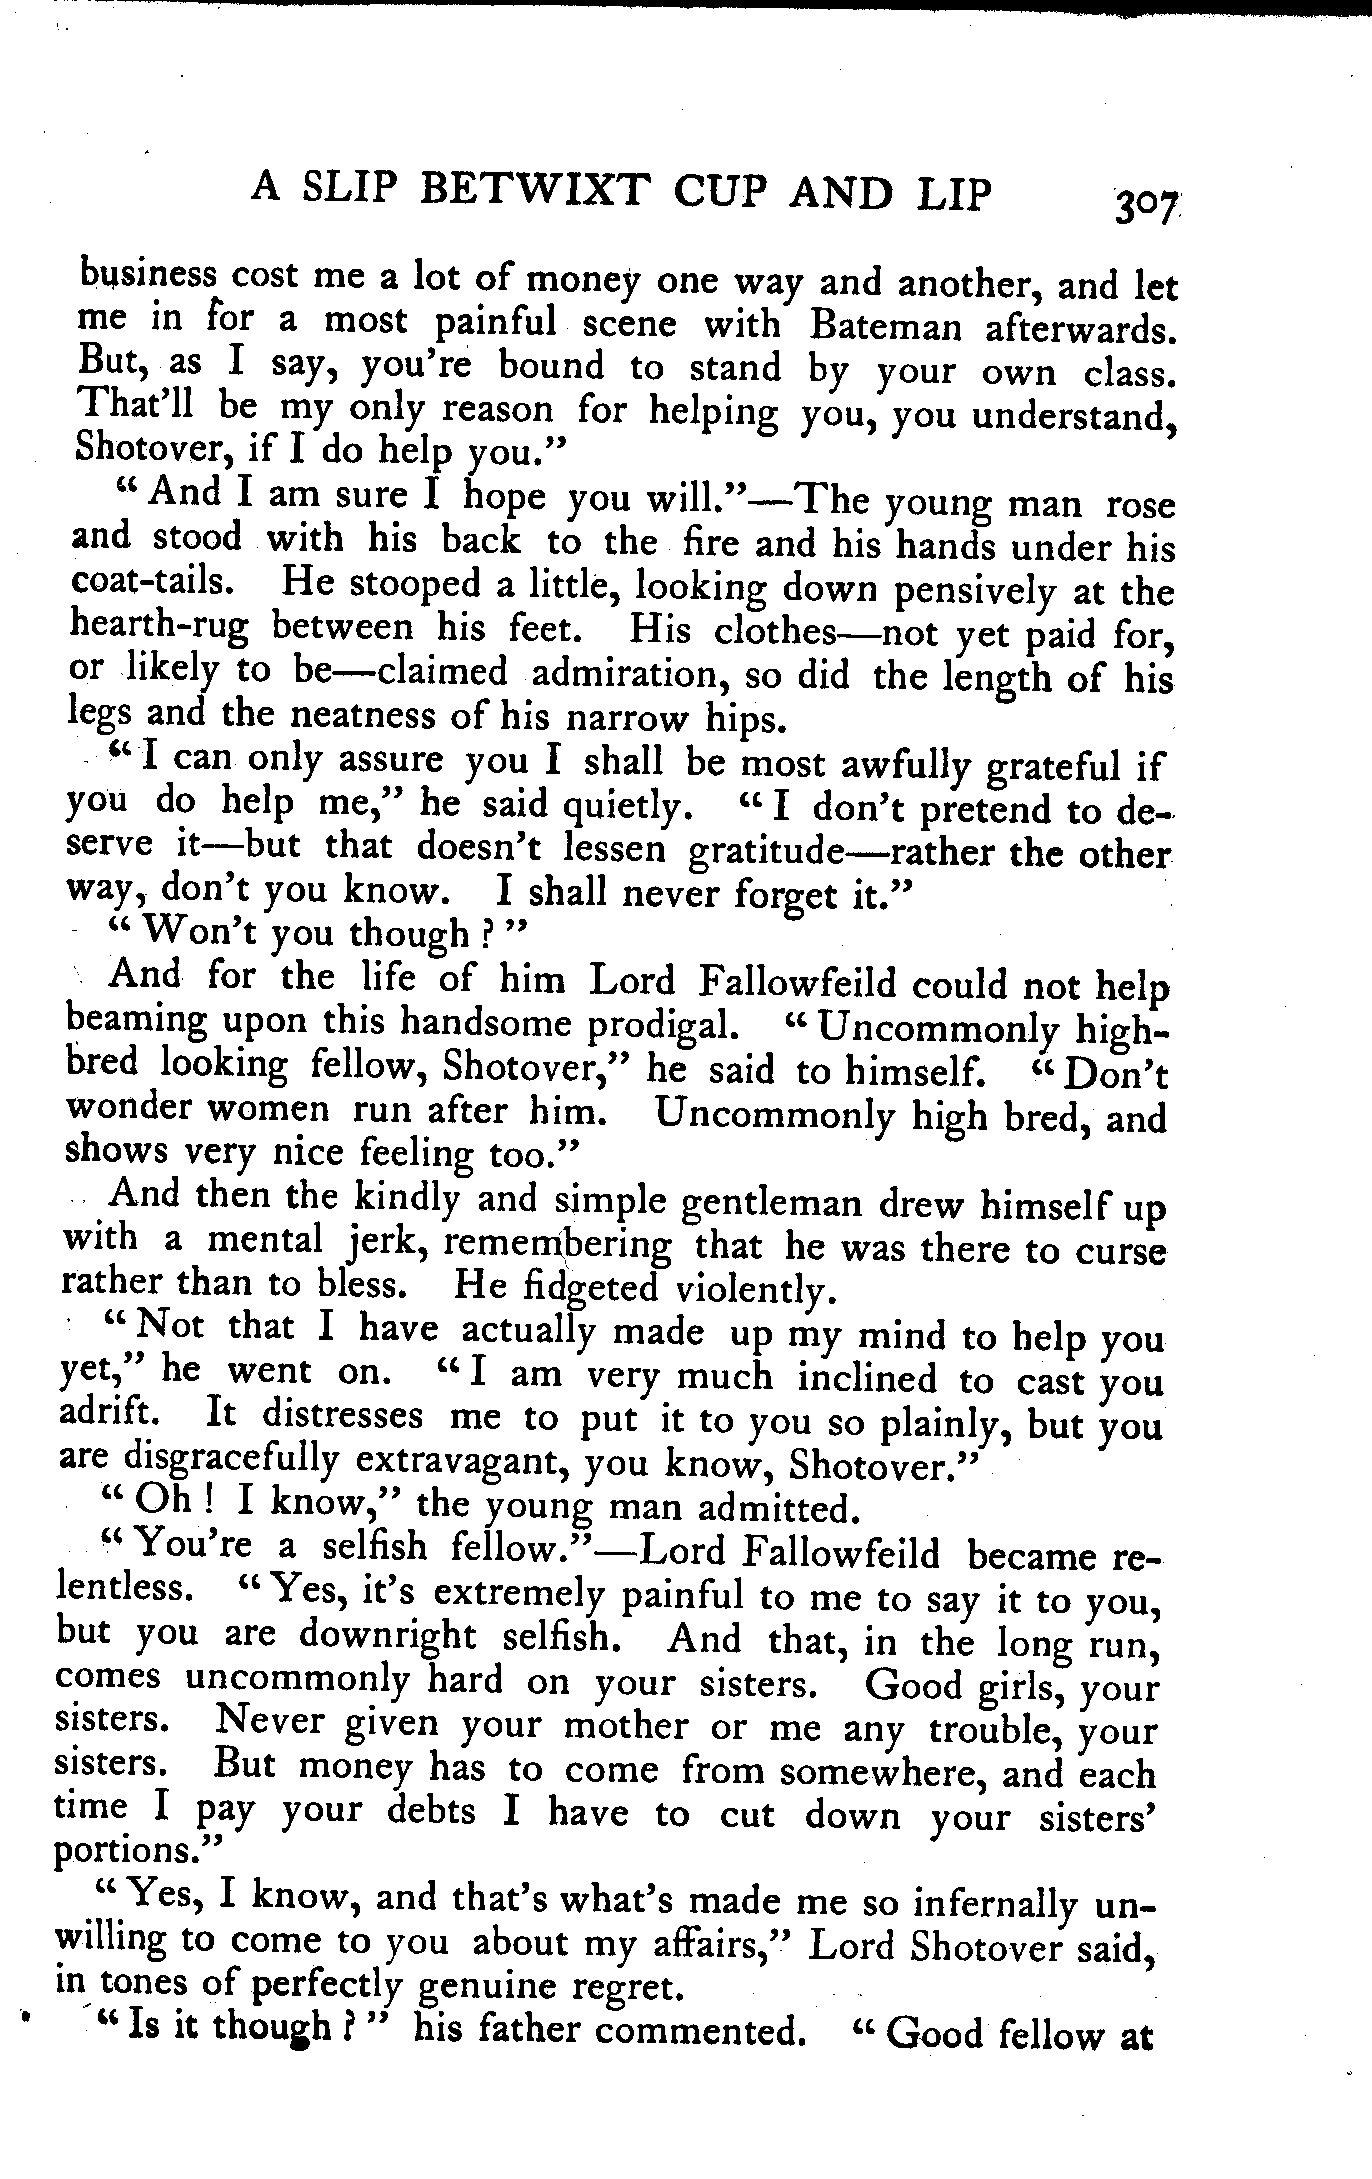 A SLIP BETWIXT CUP AND LIP 307
business cost me a lot of money one way and another, and let
me in for a most painful scene with Bateman afterwards.
But, as I say, you're bound to stand by your own class.
That'll be my only reason for helping you, you understand,
Shotover, if I do help you."
"And I am sure I hope you will."—The young man rose
and stood with his back to the fire and his hands under his
coat-tails. He stooped a little, looking down pensively at the
hearth-rug between his feet. His clothes—not yet paid for,
or likely to be—claimed admiration, so did the length of his
legs and the neatness of his narrow hips.
"I can only assure you I shall be most awfully grateful if
you do help me," he said quietly. "I don't pretend to de-
serve it—but that doesn't lessen gratitude—rather the other
way, don't you know. I shall never forget it."
"Won't you though?"
And for the life of him Lord Fallowfeild could not help
beaming upon this handsome prodigal. "Uncommonly high-
bred looking fellow, Shotover," he said to himself. "Don't
wonder women run after him. Uncommonly high bred, and
shows very nice feeling too."
And then the kindly and simple gentleman drew himself up
with a mental jerk, remembering that he was there to curse
rather than to bless. He fidgeted violently.
"Not that I have actually made up my mind to help you
yet," he went on. "I am very much inclined to cast you
adrift. It distresses me to put it to you so plainly, but you
are disgracefully extravagant, you know, Shotover."
"Oh! I know," the young man admitted.
"You're a selfish fellow."—Lord Fallowfeild became re-
lentless. "Yes, it's extremely painful to me to say it to you,
but you are downright selfish. And that, in the long run,
comes uncommonly hard on your sisters. Good girls, your
sisters. Never given your mother or me any trouble, your
sisters. But money has to come from somewhere, and each
time I pay your debts I have to cut down your sisters'
portions."
"Yes, I know, and that's what's made me so infernally un-
willing to come to you about my affairs," Lord Shotover said,
in tones of perfectly genuine regret.
"Is it though?" his father commented. "Good fellow at